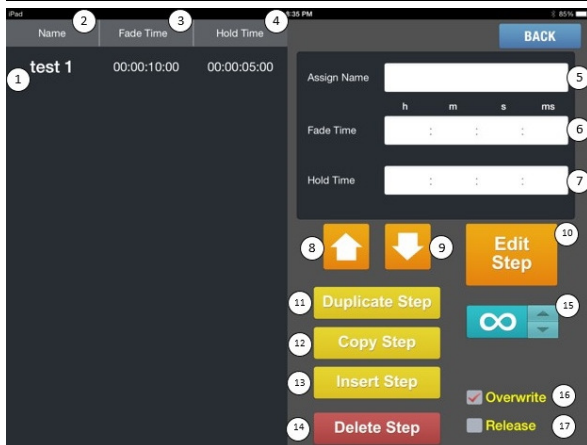 iPad 5:35 PM 85%
Name 2 Fade Time 3 Hold Time 4
BACK
1 test 1 00:00:10:00 00:00:05:00
Assign Name 5
h m s ms
Fade Time : : : 6
Hold Time : : : 7
8 9 Edit Step 10
11 Duplicate Step
∞ 15
12 Copy Step
13 Insert Step
Overwrite 16
14 Delete Step
Release 17